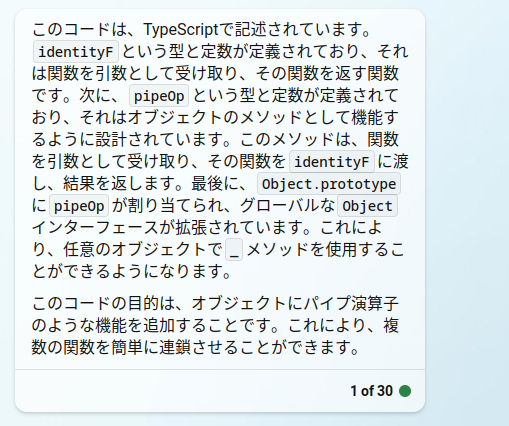 このコードは、TypeScriptで記述されています。
identityF という型と定数が定義されており、それ
は関数を引数として受け取り、その関数を返す関数
です。次に、 pipeOp という型と定数が定義されて
おり、それはオブジェクトのメソッドとして機能す
るように設計されています。このメソッドは、関数
を引数として受け取り、その関数を identityF に渡
し、結果を返します。最後に、 Object.prototype
に pipeOp が割り当てられ、グローバルな Object
インターフェースが拡張されています。これによ
り、任意のオブジェクトで _ メソッドを使用するこ
とができるようになります。
このコードの目的は、オブジェクトにパイプ演算子
のような機能を追加することです。これにより、複
数の関数を簡単に連鎖させることができます。
1 of 30